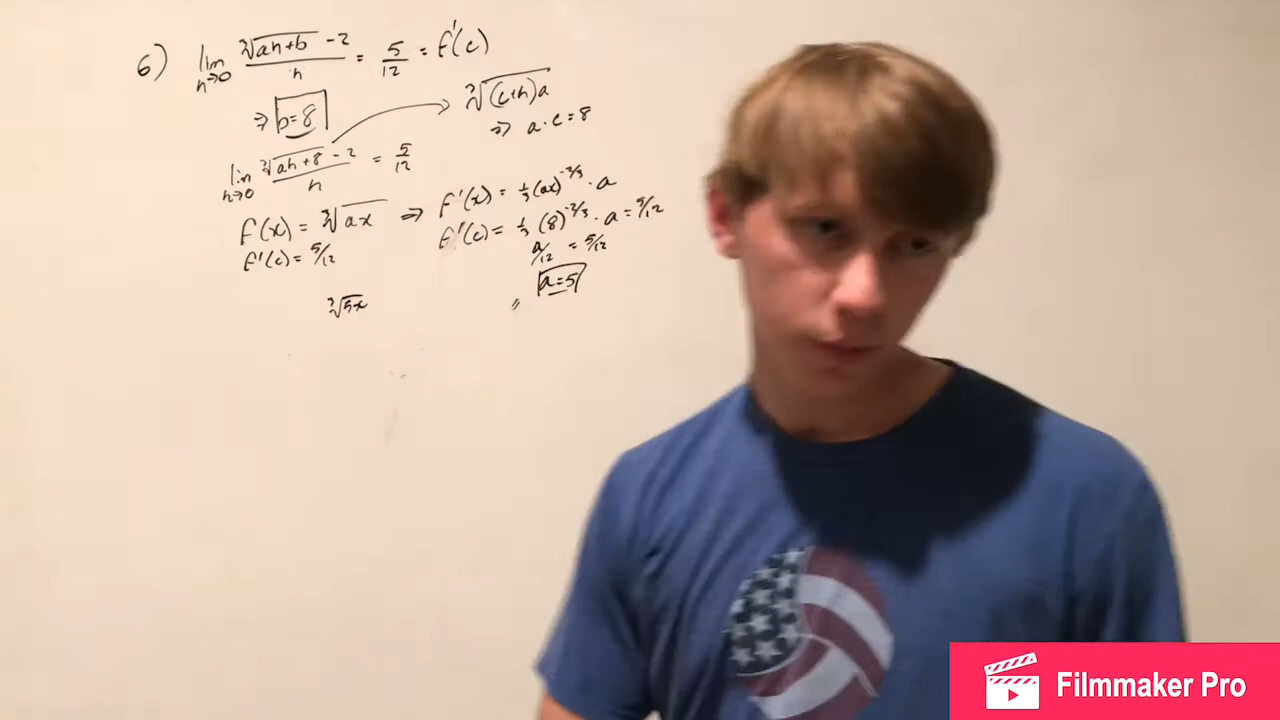 6) lim h→0 ∛(ah+b) - 2 / h = 5/12 = f'(c)
⇒ b=8
∛((c+h)a)
⇒ a·c=8
lim h→0 ∛(ah+8) - 2 / h = 5/12
f(x) = ∛(ax) ⇒ f'(x) = 1/3 (ax)^-2/3 · a
f'(c) = 5/12
f'(c) = 1/3 (8)^-2/3 · a = 5/12
a/12 = 5/12
a=5
∛(5x)
Filmmaker Pro